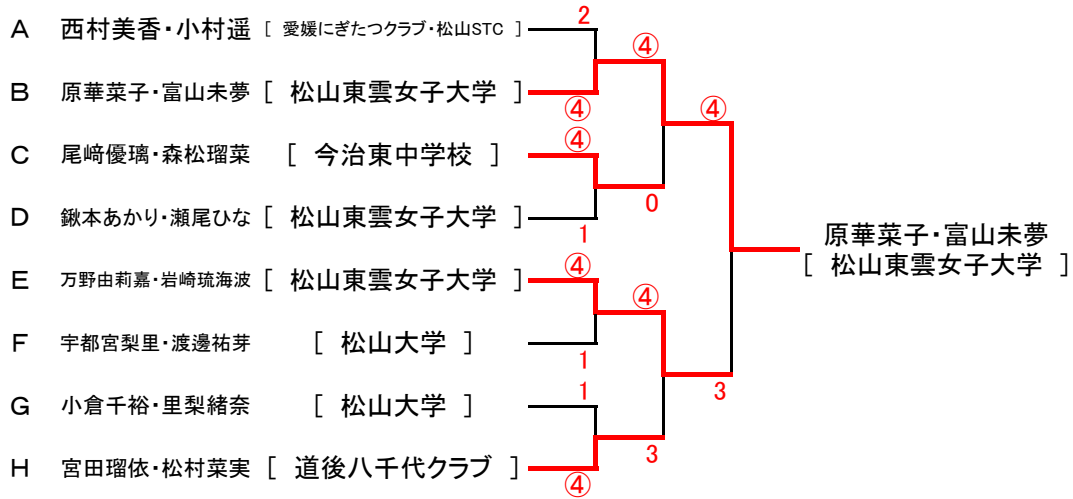 2
A 西村美香・小村遥 [ 愛媛にぎたつクラブ・松山STC ]
④
B 原華菜子・富山未夢 [ 松山東雲女子大学 ]
④
④
④
C 尾﨑優璃・森松瑠菜 [ 今治東中学校 ]
0
D 鍬本あかり・瀬尾ひな [ 松山東雲女子大学 ]
1
原華菜子・富山未夢
[ 松山東雲女子大学 ]
④
E 万野由莉嘉・岩崎琉海波 [ 松山東雲女子大学 ]
④
F 宇都宮梨里・渡邊祐芽 [ 松山大学 ]
1
1
3
G 小倉千裕・里梨緒奈 [ 松山大学 ]
3
H 宮田瑠依・松村菜実 [ 道後八千代クラブ ]
④